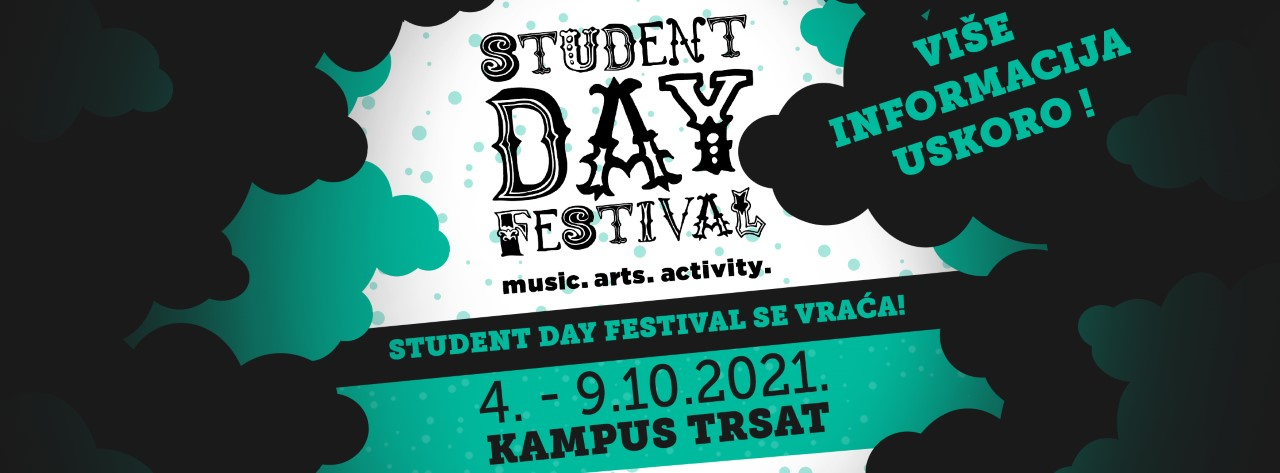 STUDENT
DAY
FESTIVAL
music. arts. activity.
VIŠE
INFORMACIJA
USKORO !
STUDENT DAY FESTIVAL SE VRAĆA!
4. - 9.10.2021.
KAMPUS TRSAT